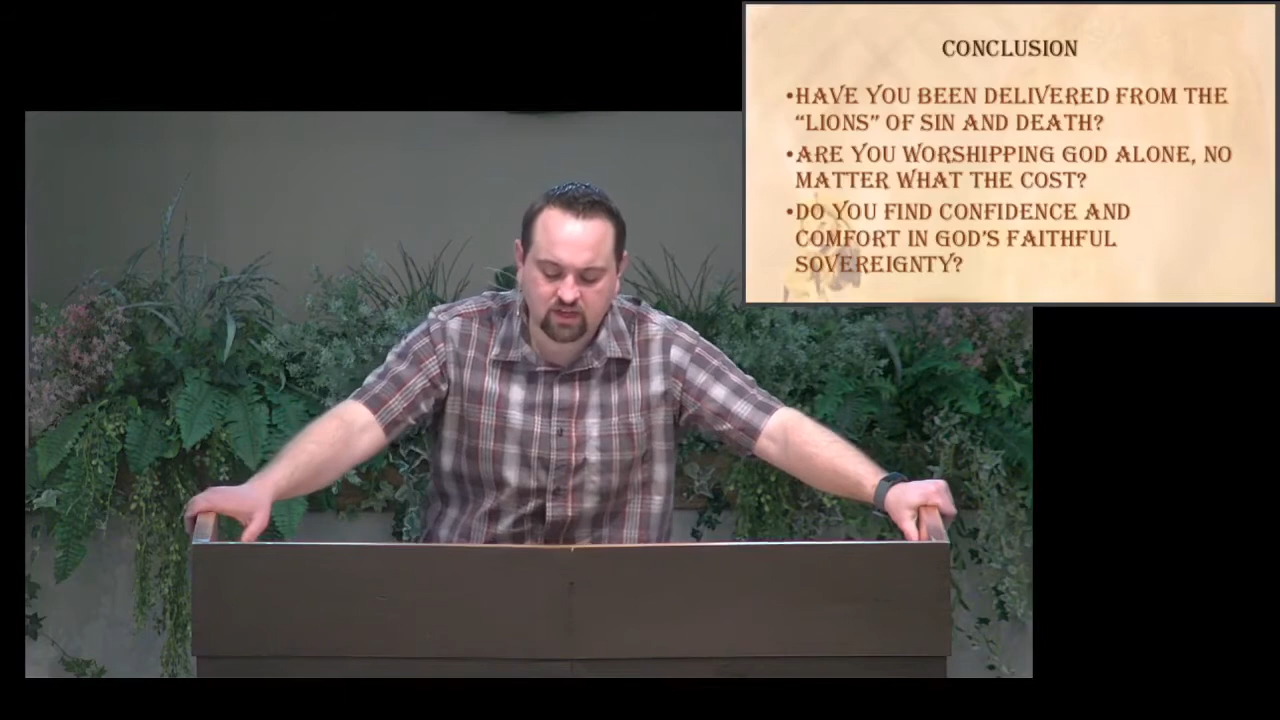 CONCLUSION
•HAVE YOU BEEN DELIVERED FROM THE
“LIONS” OF SIN AND DEATH?
•ARE YOU WORSHIPPING GOD ALONE, NO
MATTER WHAT THE COST?
•DO YOU FIND CONFIDENCE AND
COMFORT IN GOD’S FAITHFUL
SOVEREIGNTY?